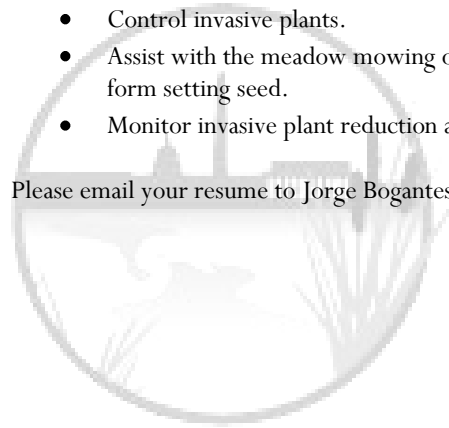 • Control invasive plants.
• Assist with the meadow mowing
form setting seed.
• Monitor invasive plant reduction
Please email your resume to Jorge Bogantes